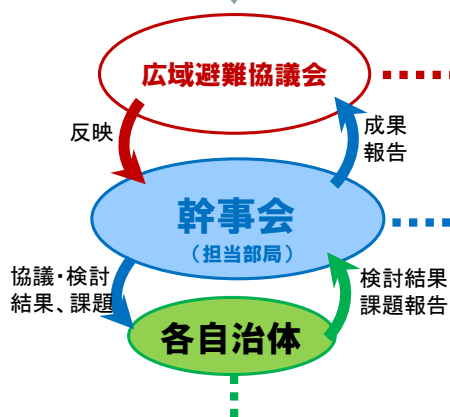 広域避難協議会
反映
成果
報告
幹事会
（担当部局）
協議・検討
結果、課題
検討結果
課題報告
各自治体